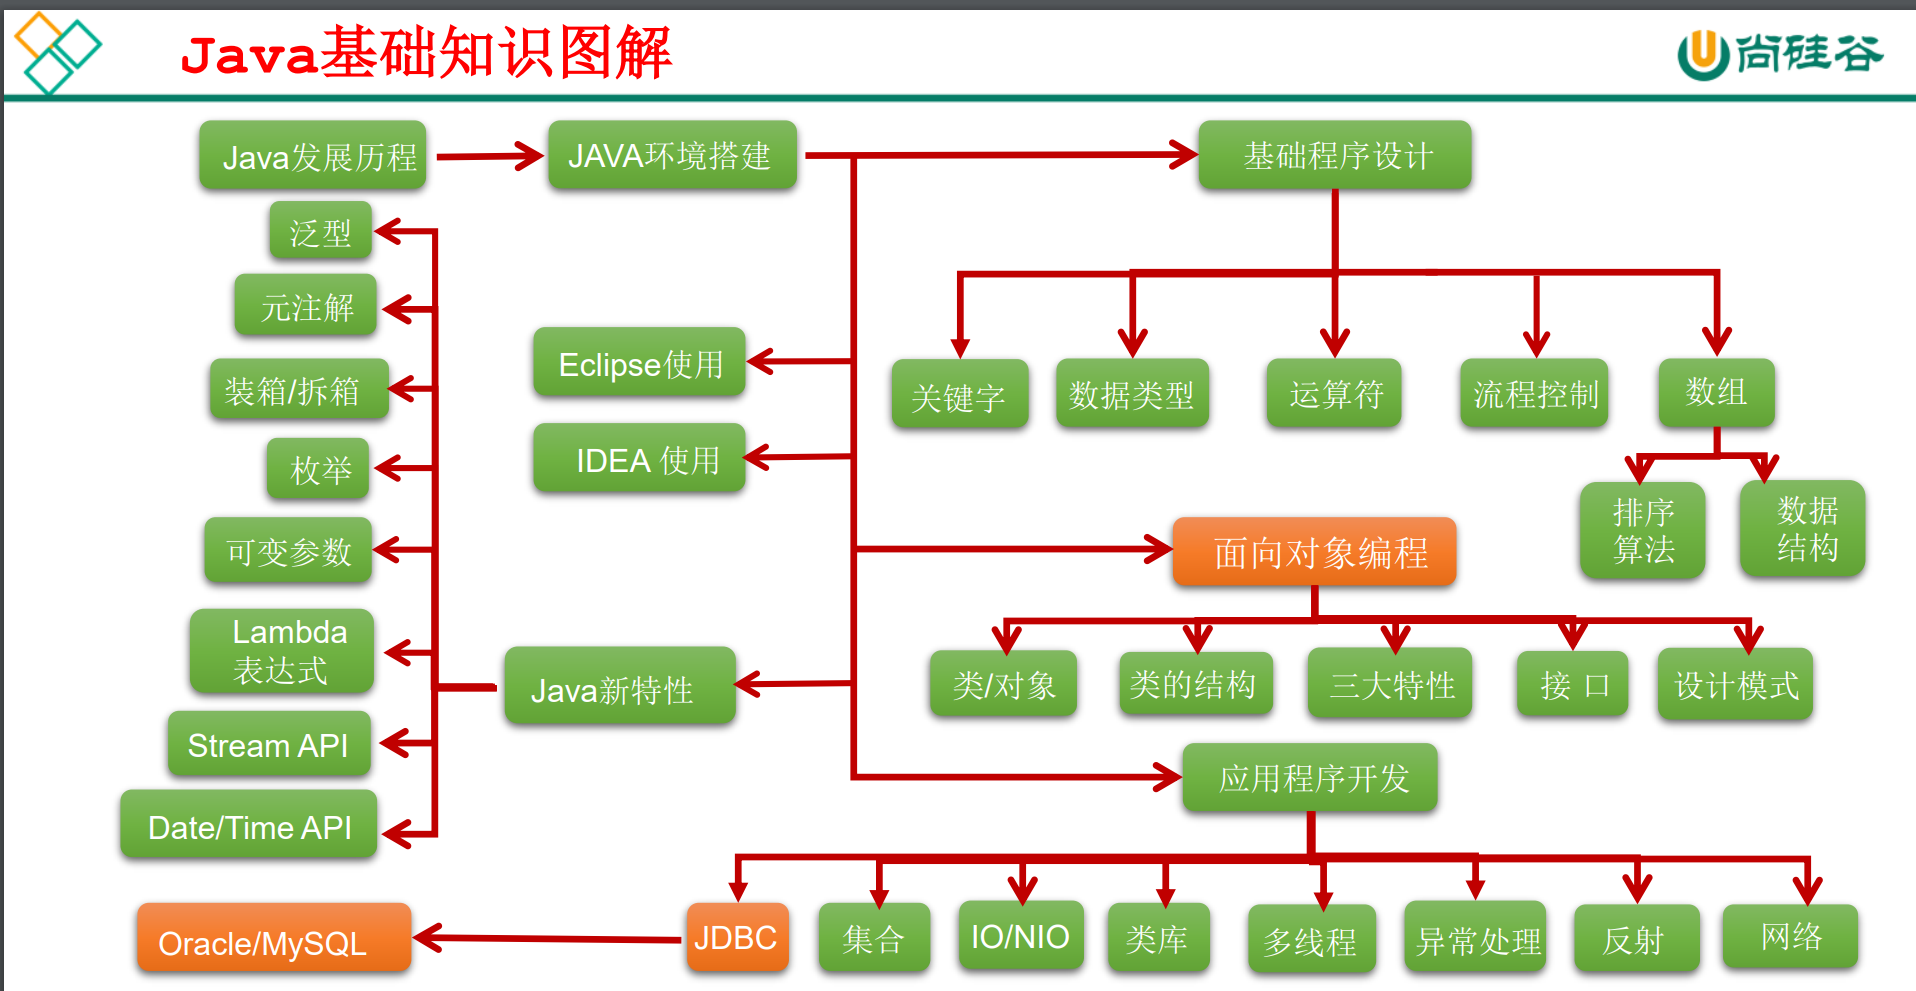 Java基础知识图解
尚硅谷
Java发展历程
JAVA环境搭建
基础程序设计
泛型
元注解
装箱/拆箱
枚举
可变参数
Lambda
表达式
Stream API
Date/Time API
Eclipse使用
IDEA 使用
Java新特性
关键字
数据类型
运算符
流程控制
数组
排序
算法
数据
结构
面向对象编程
类/对象
类的结构
三大特性
接 口
设计模式
应用程序开发
Oracle/MySQL
JDBC
集合
IO/NIO
类库
多线程
异常处理
反射
网络